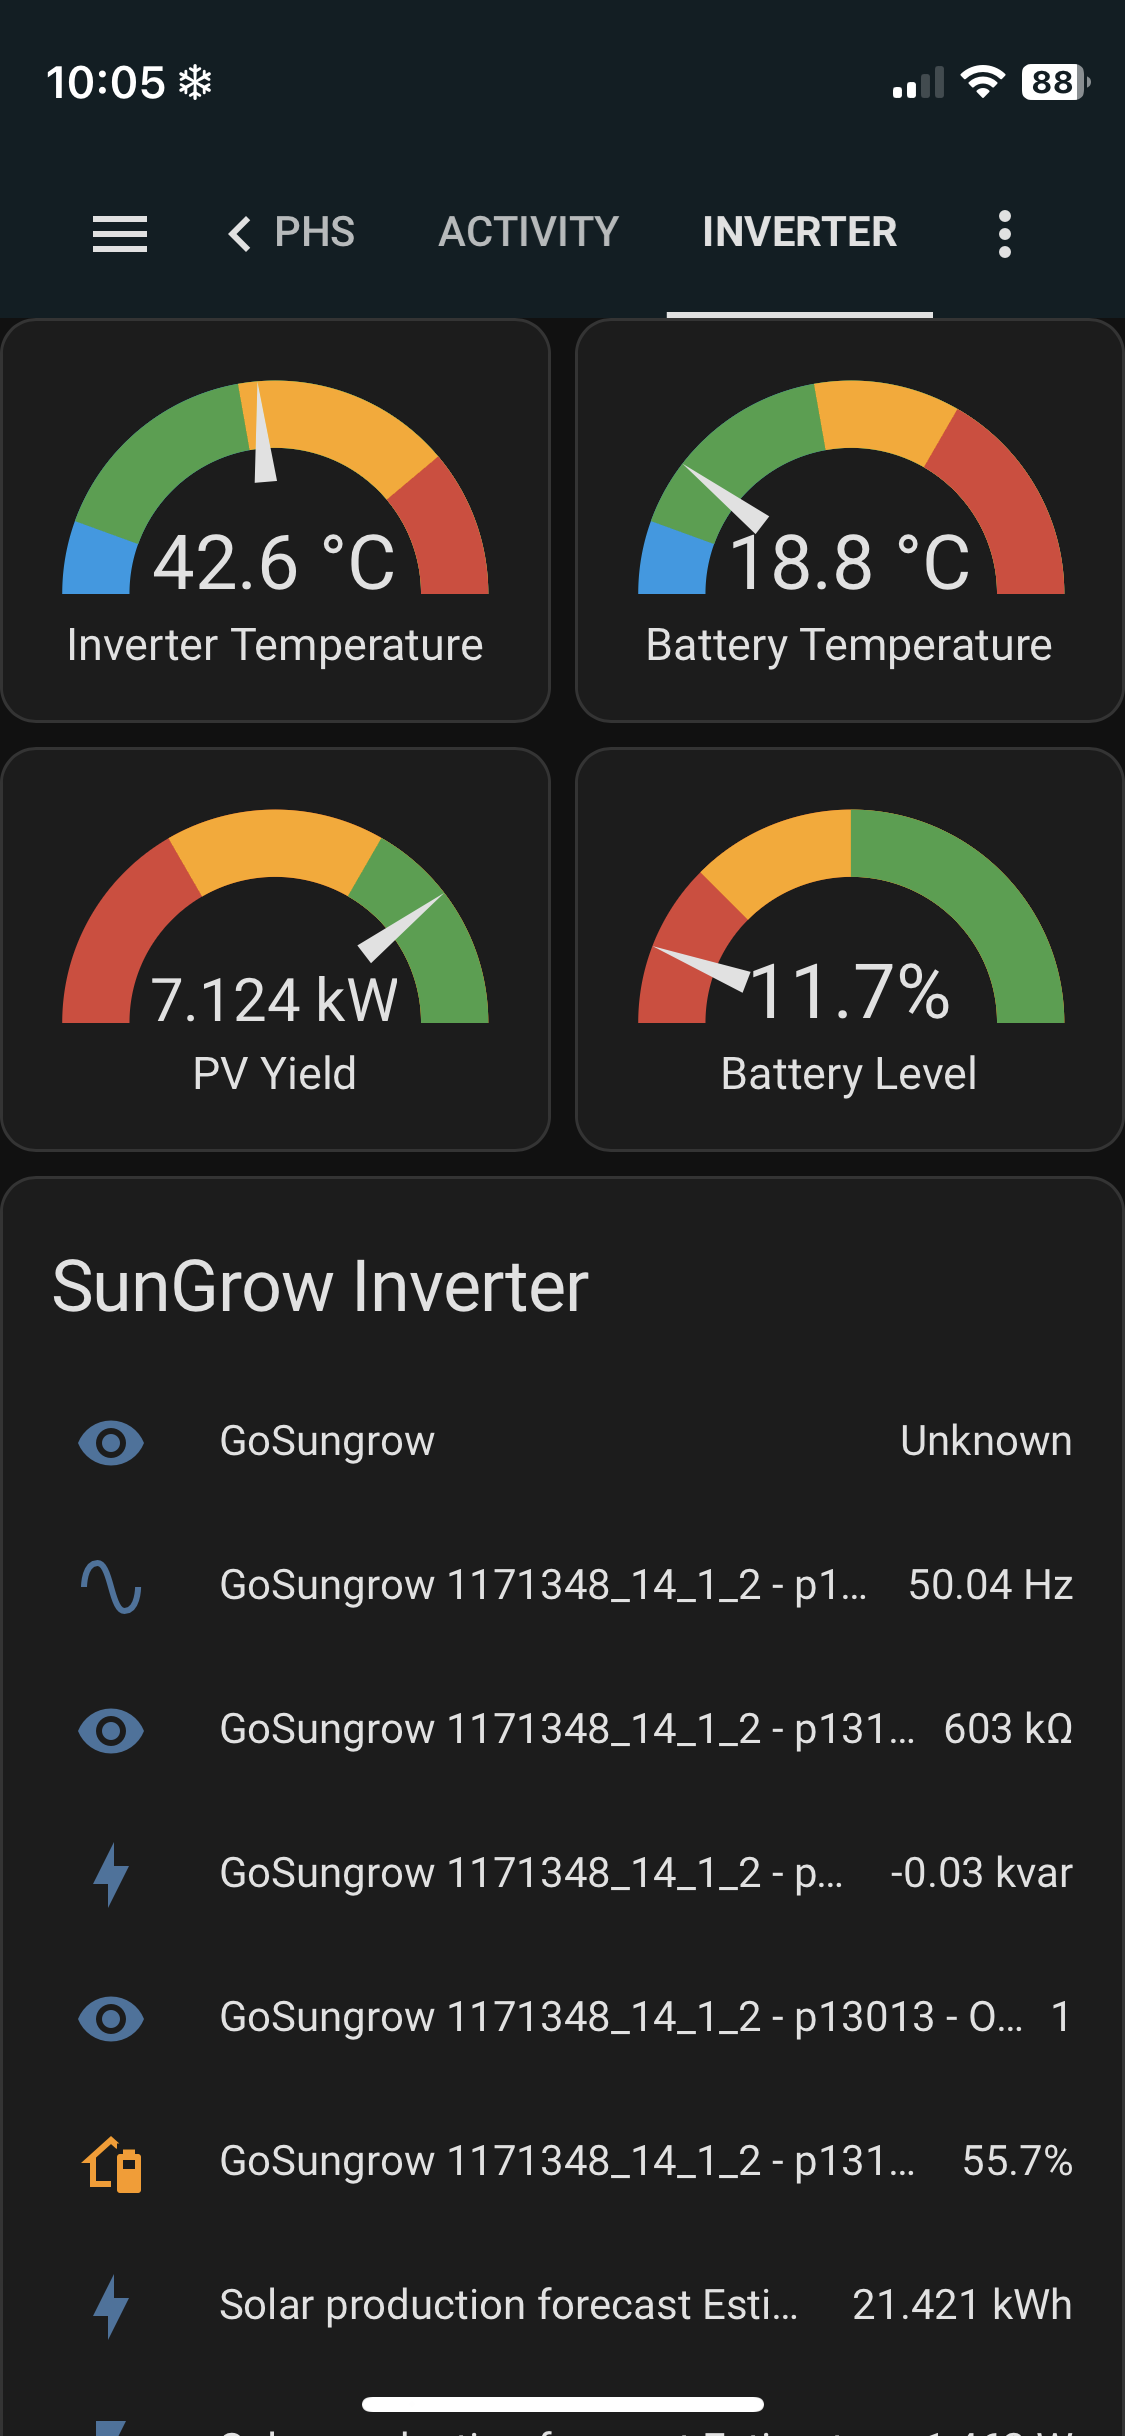 10:05
88
PHS
ACTIVITY
INVERTER
42.6 °C
Inverter Temperature
18.8 °C
Battery Temperature
7.124 kW
PV Yield
11.7%
Battery Level
SunGrow Inverter
GoSungrow Unknown
GoSungrow 1171348_14_1_2 - p1... 50.04 Hz
GoSungrow 1171348_14_1_2 - p131... 603 kΩ
GoSungrow 1171348_14_1_2 - p... -0.03 kvar
GoSungrow 1171348_14_1_2 - p13013 - O... 1
GoSungrow 1171348_14_1_2 - p131... 55.7%
Solar production forecast Esti... 21.421 kWh